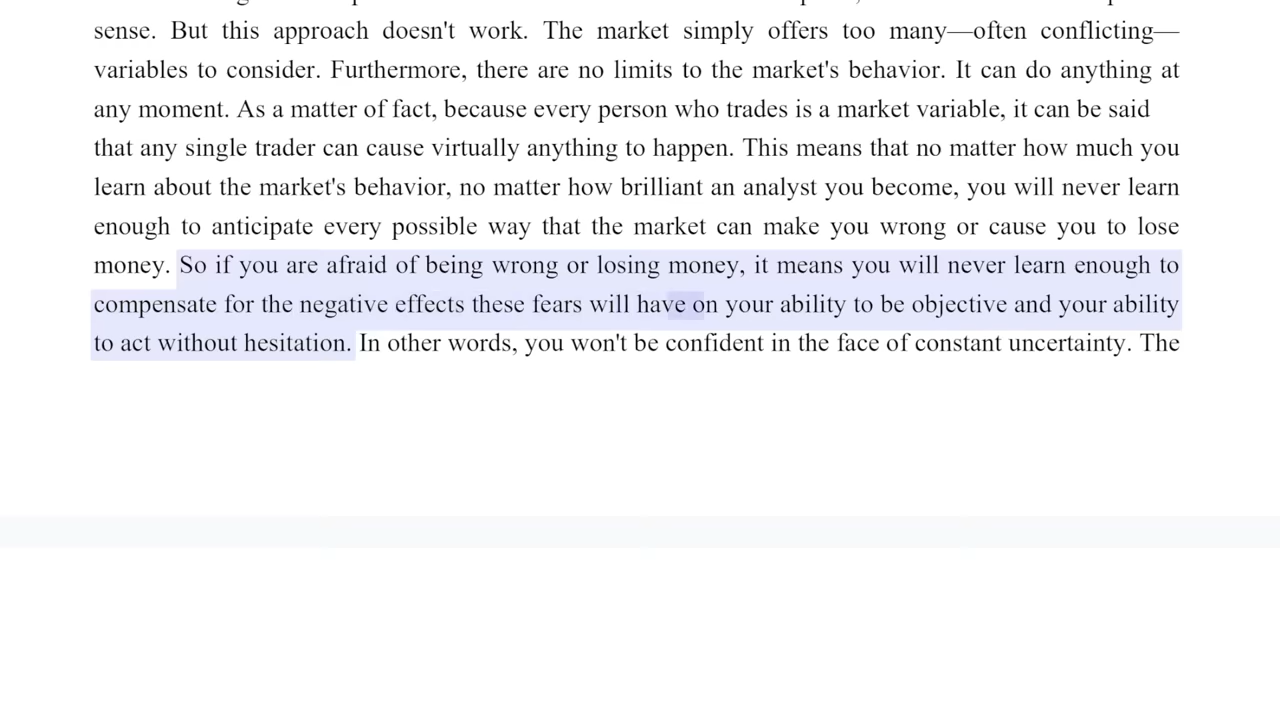 sense. But this approach doesn't work. The market simply offers too many—often conflicting—
variables to consider. Furthermore, there are no limits to the market's behavior. It can do anything at
any moment. As a matter of fact, because every person who trades is a market variable, it can be said
that any single trader can cause virtually anything to happen. This means that no matter how much you
learn about the market's behavior, no matter how brilliant an analyst you become, you will never learn
enough to anticipate every possible way that the market can make you wrong or cause you to lose
money. So if you are afraid of being wrong or losing money, it means you will never learn enough to
compensate for the negative effects these fears will have on your ability to be objective and your ability
to act without hesitation. In other words, you won't be confident in the face of constant uncertainty. The